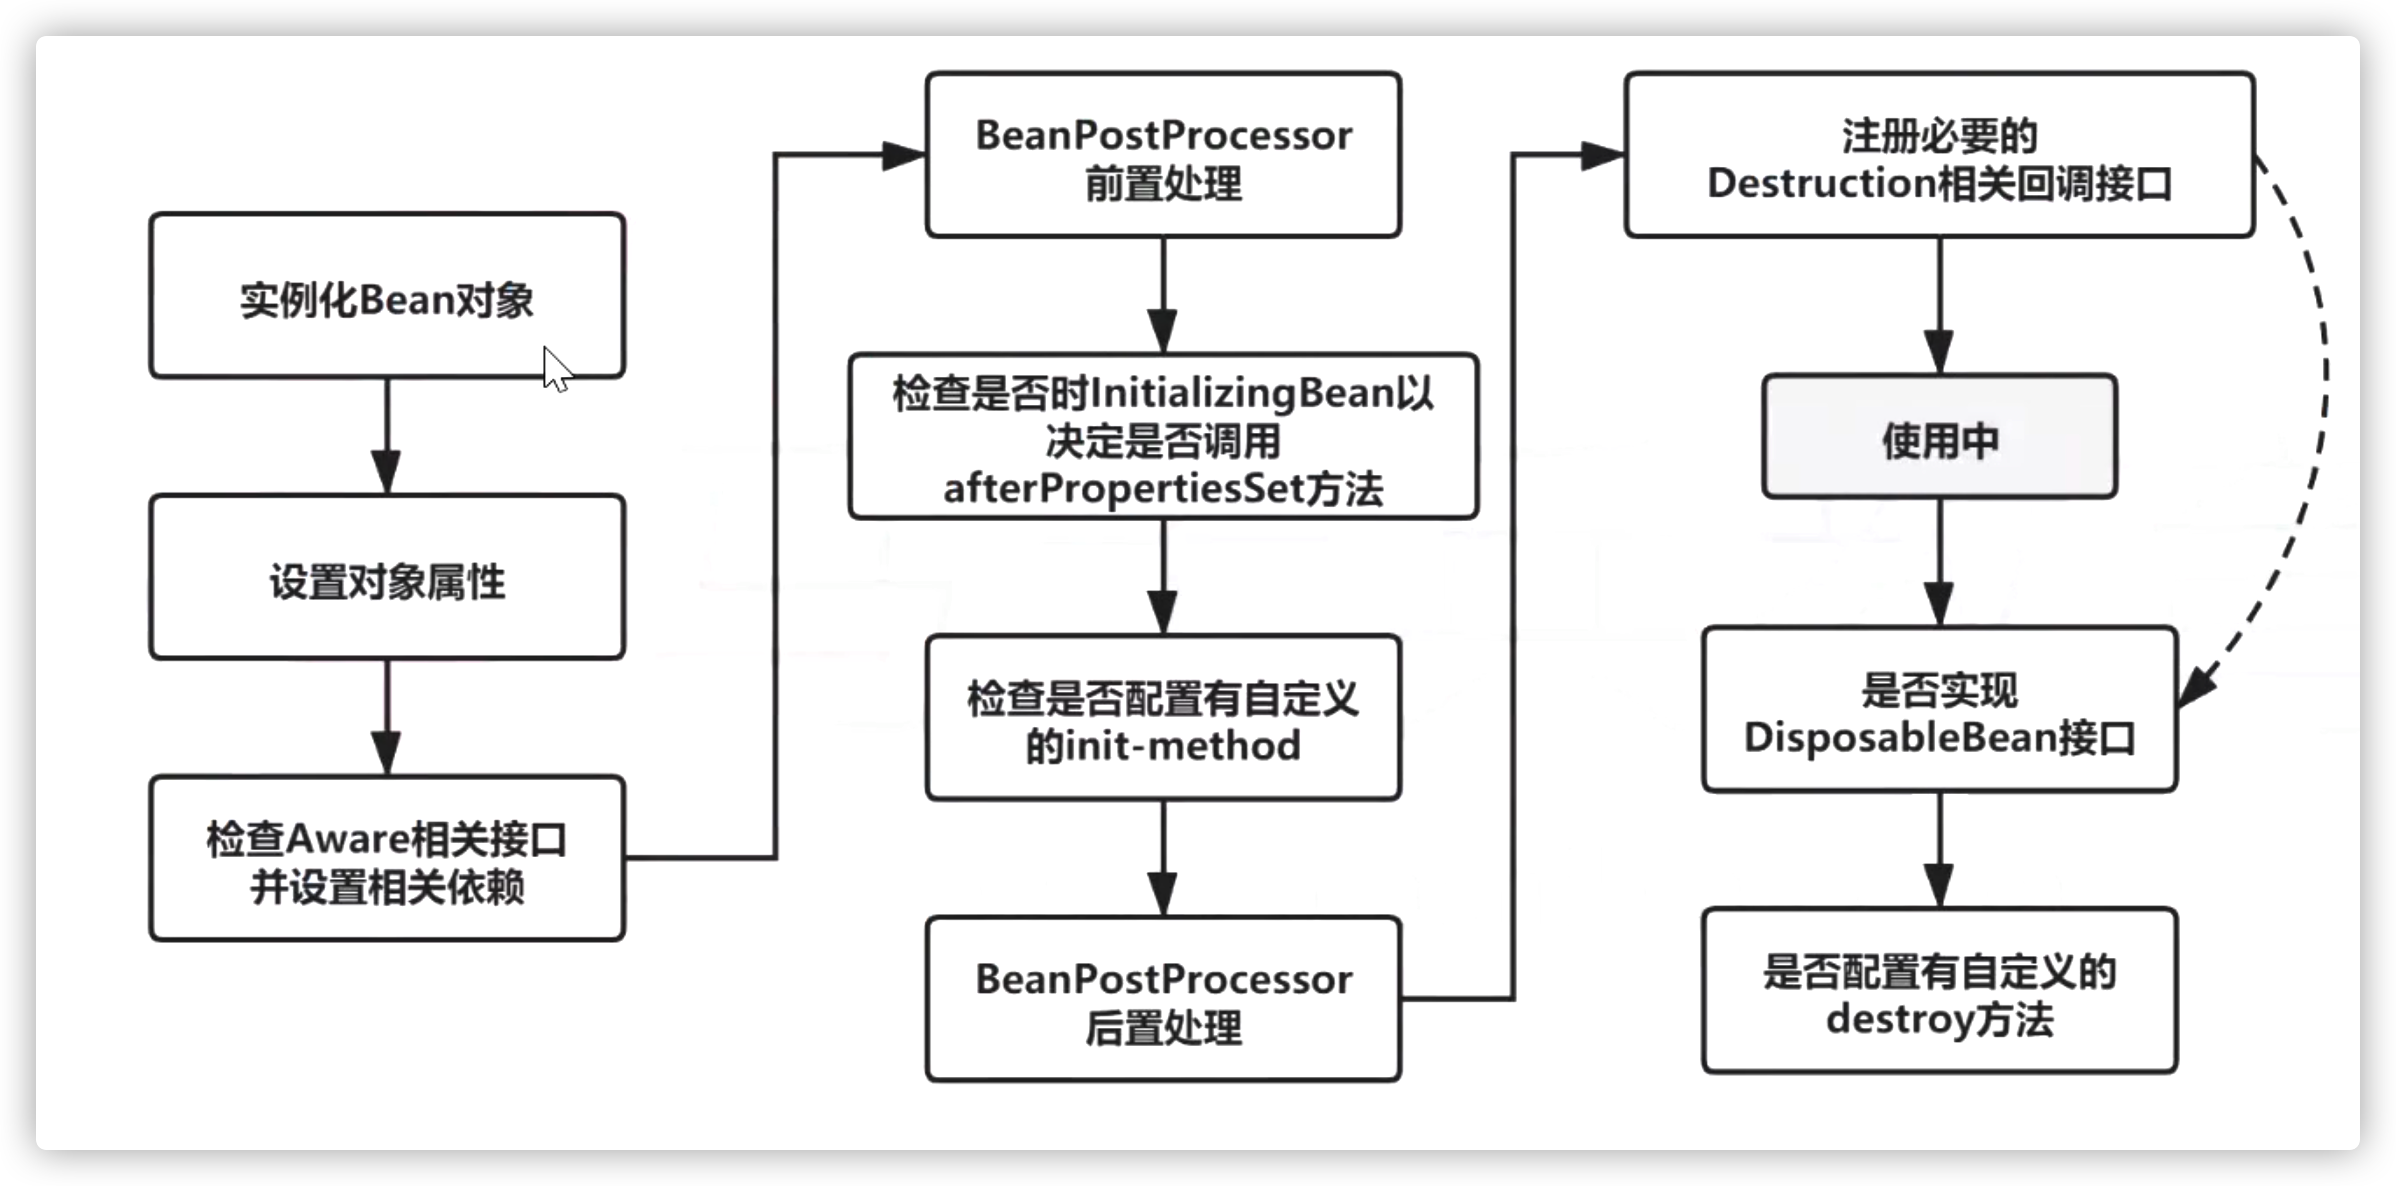 实例化Bean对象
设置对象属性
检查Aware相关接口
并设置相关依赖
BeanPostProcessor
前置处理
检查是否时InitializingBean以
决定是否调用
afterPropertiesSet方法
检查是否配置有自定义
的init-method
BeanPostProcessor
后置处理
注册必要的
Destruction相关回调接口
使用中
是否实现
DisposableBean接口
是否配置有自定义的
destroy方法